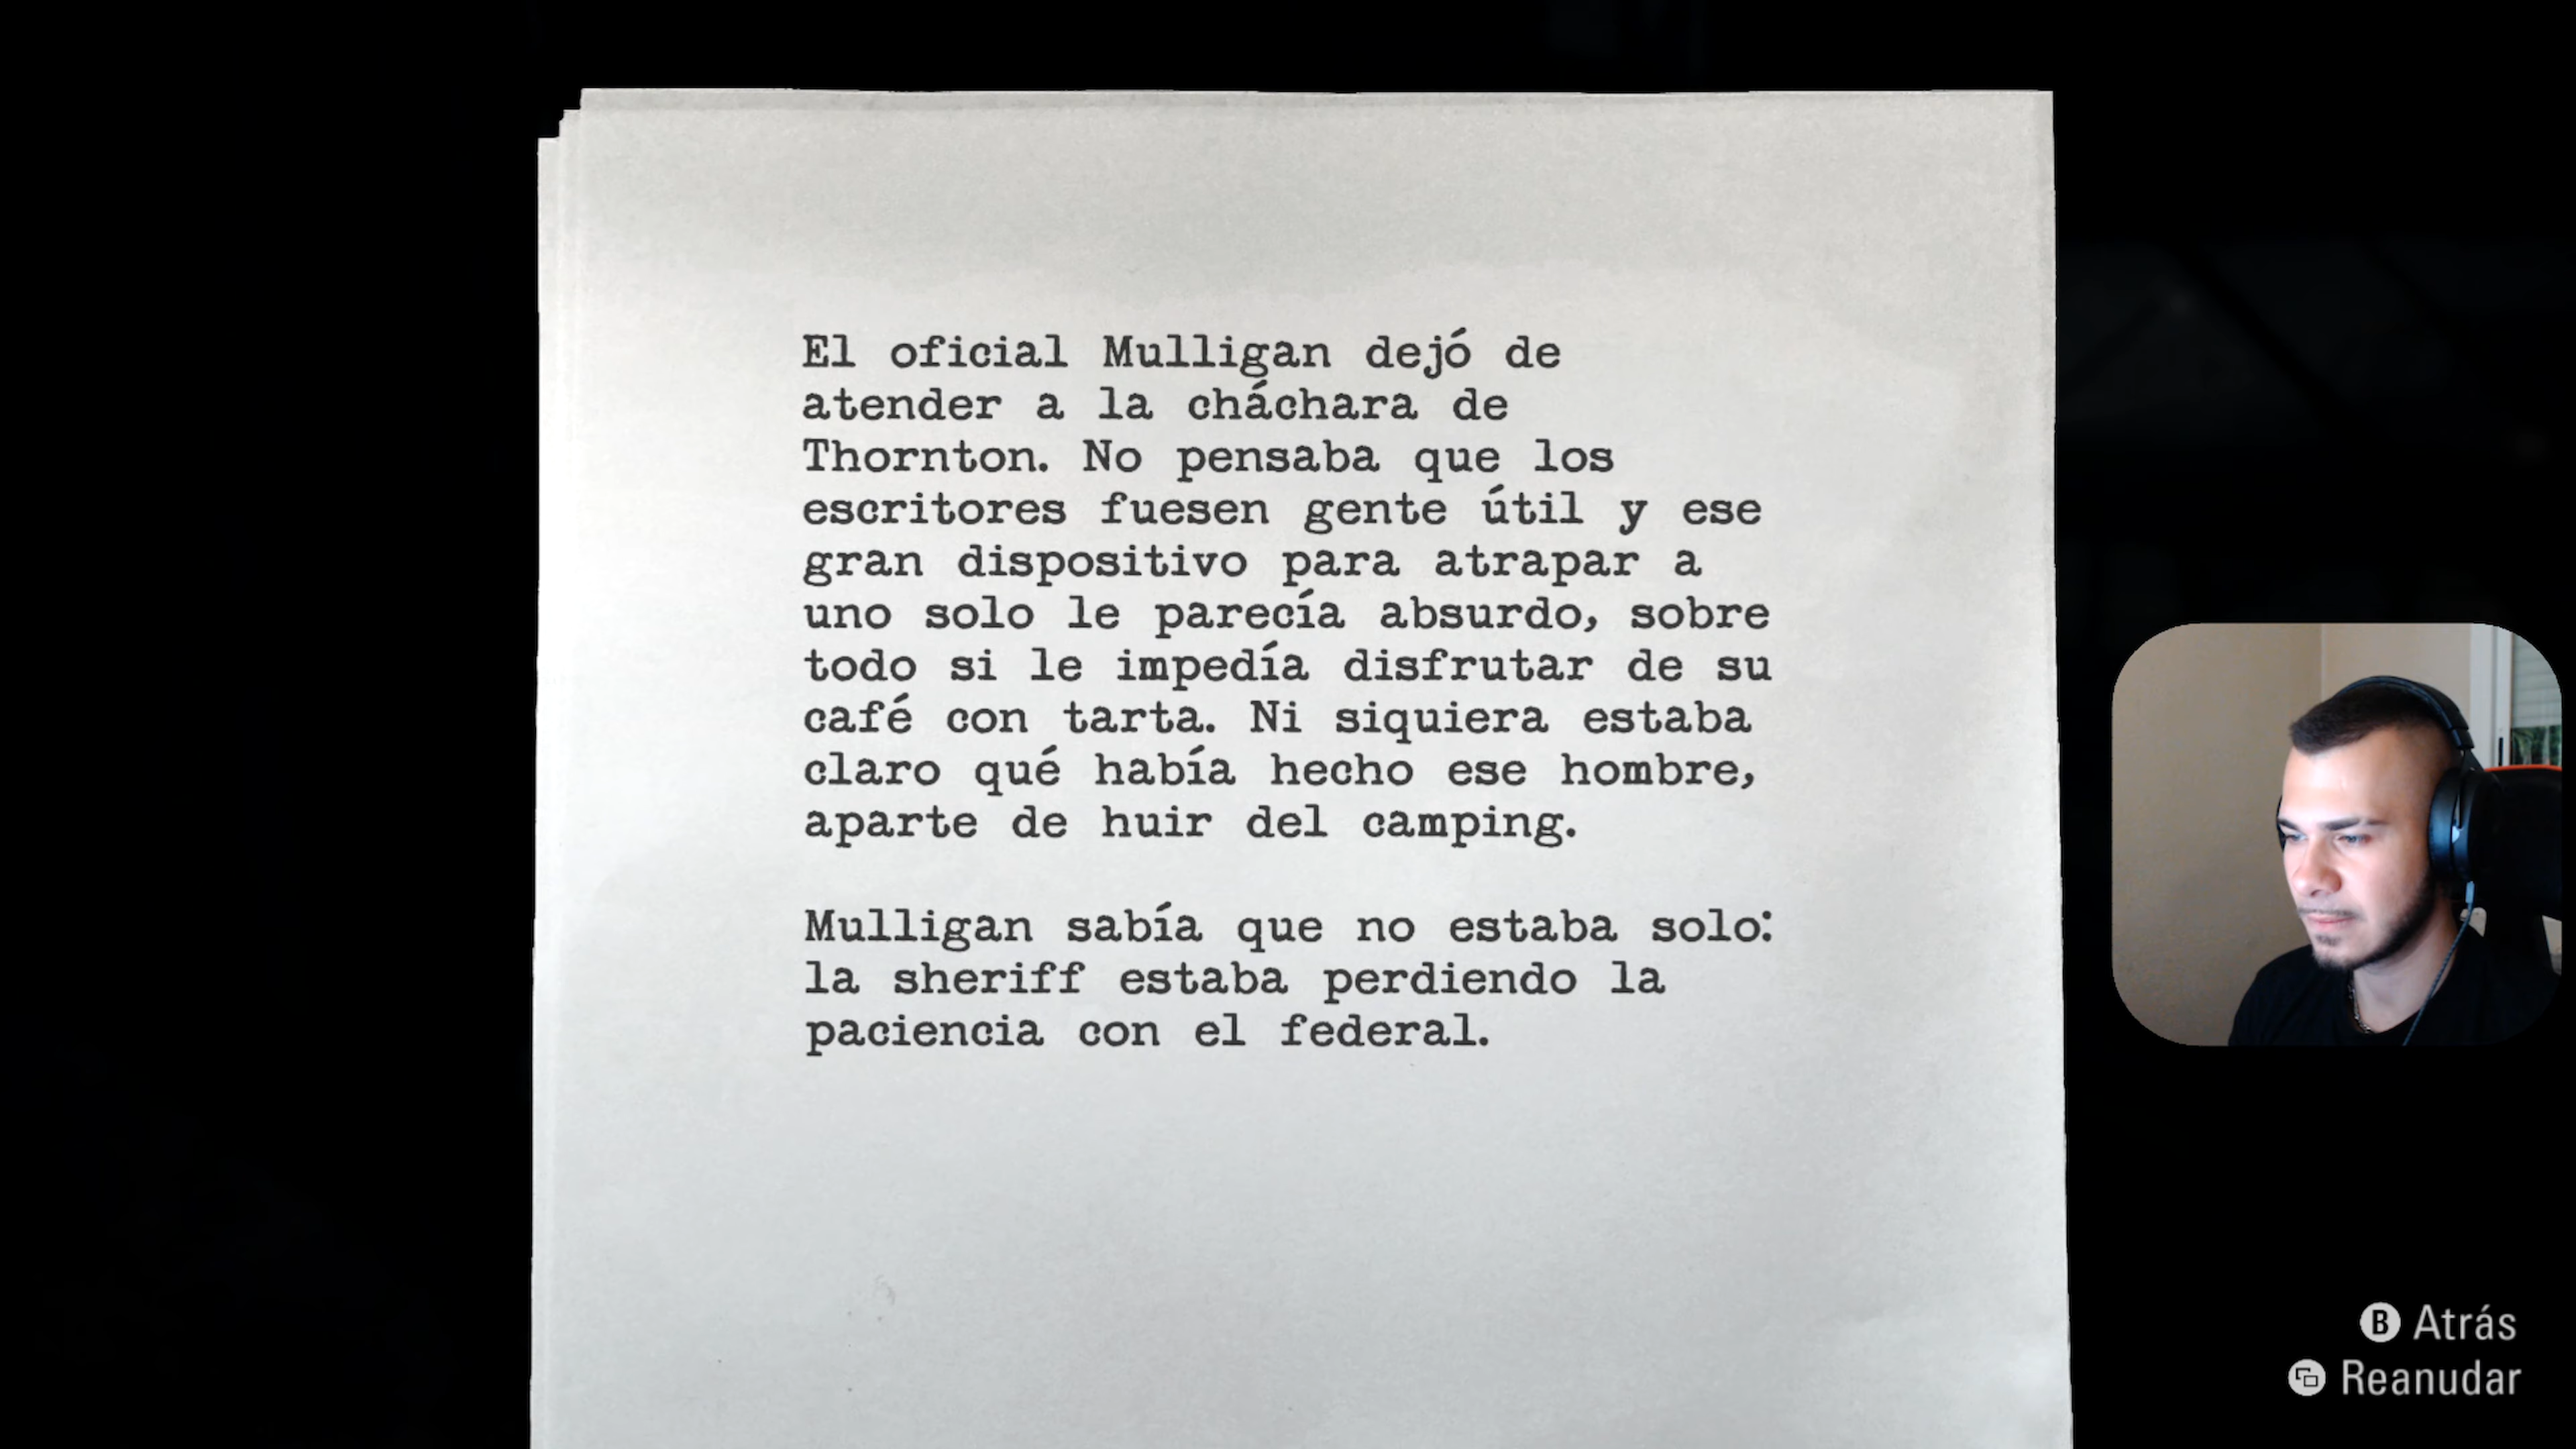 El oficial Mulligan dejó de
atender a la cháchara de
Thornton. No pensaba que los
escritores fuesen gente útil y ese
gran dispositivo para atrapar a
uno solo le parecía absurdo, sobre
todo si le impedía disfrutar de su
café con tarta. Ni siquiera estaba
claro qué había hecho ese hombre,
aparte de huir del camping.
Mulligan sabía que no estaba solo:
la sheriff estaba perdiendo la
paciencia con el federal.
B Atrás
Reanudar